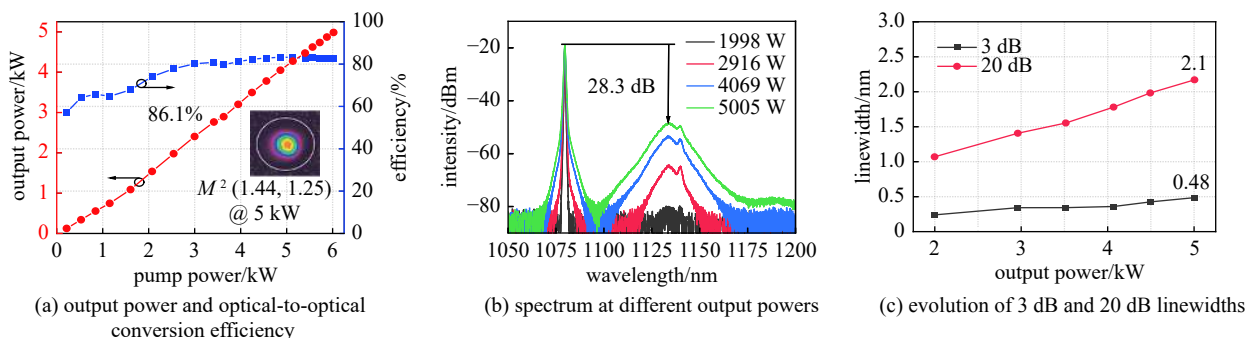 5
4
3
2
1
0
output power/kW
100
80
60
40
20
0
efficiency/%
86.1%
M² (1.44, 1.25)
@ 5 kW
0 1 2 3 4 5 6
pump power/kW
(a) output power and optical-to-optical
conversion efficiency
−20
−40
−60
−80
intensity/dBm
28.3 dB
1998 W
2916 W
4069 W
5005 W
1050 1075 1100 1125 1150 1175 1200
wavelength/nm
(b) spectrum at different output powers
3.0
2.5
2.0
1.5
1.0
0.5
0
linewidth/nm
3 dB
20 dB
2.1
0.48
2 3 4 5
output power/kW
(c) evolution of 3 dB and 20 dB linewidths